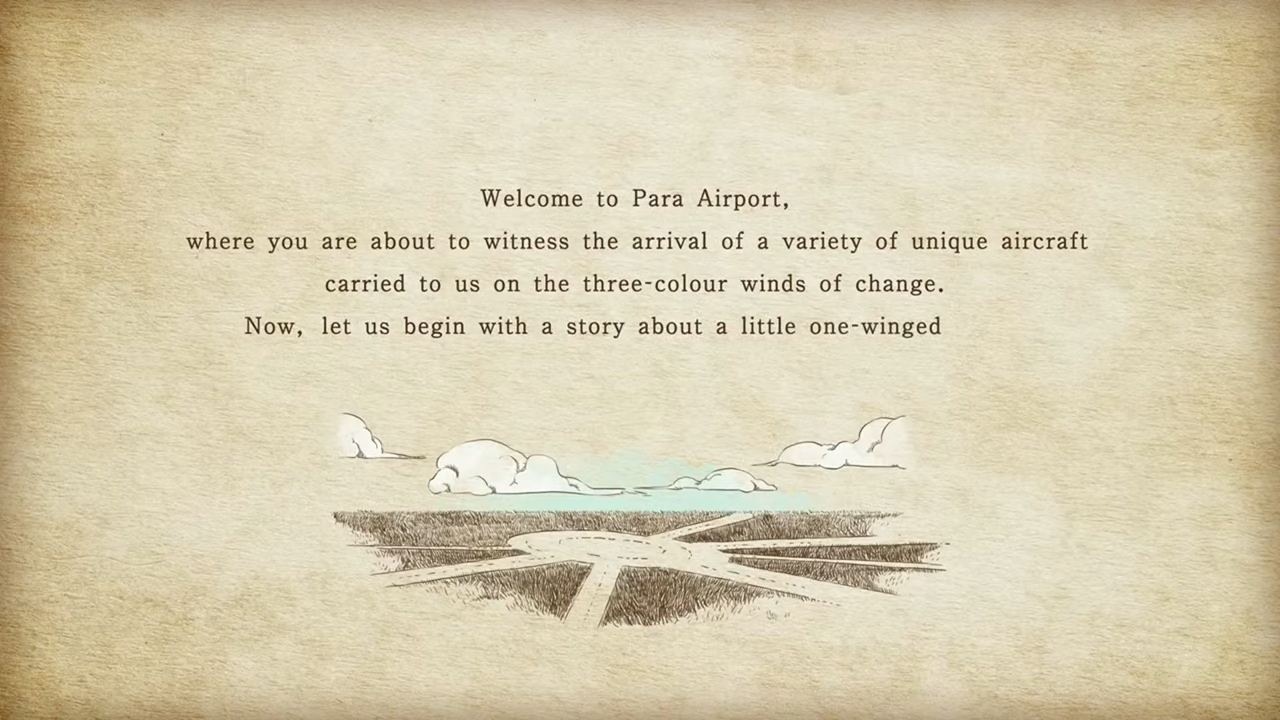 Welcome to Para Airport,
where you are about to witness the arrival of a variety of unique aircraft
carried to us on the three-colour winds of change.
Now, let us begin with a story about a little one-winged